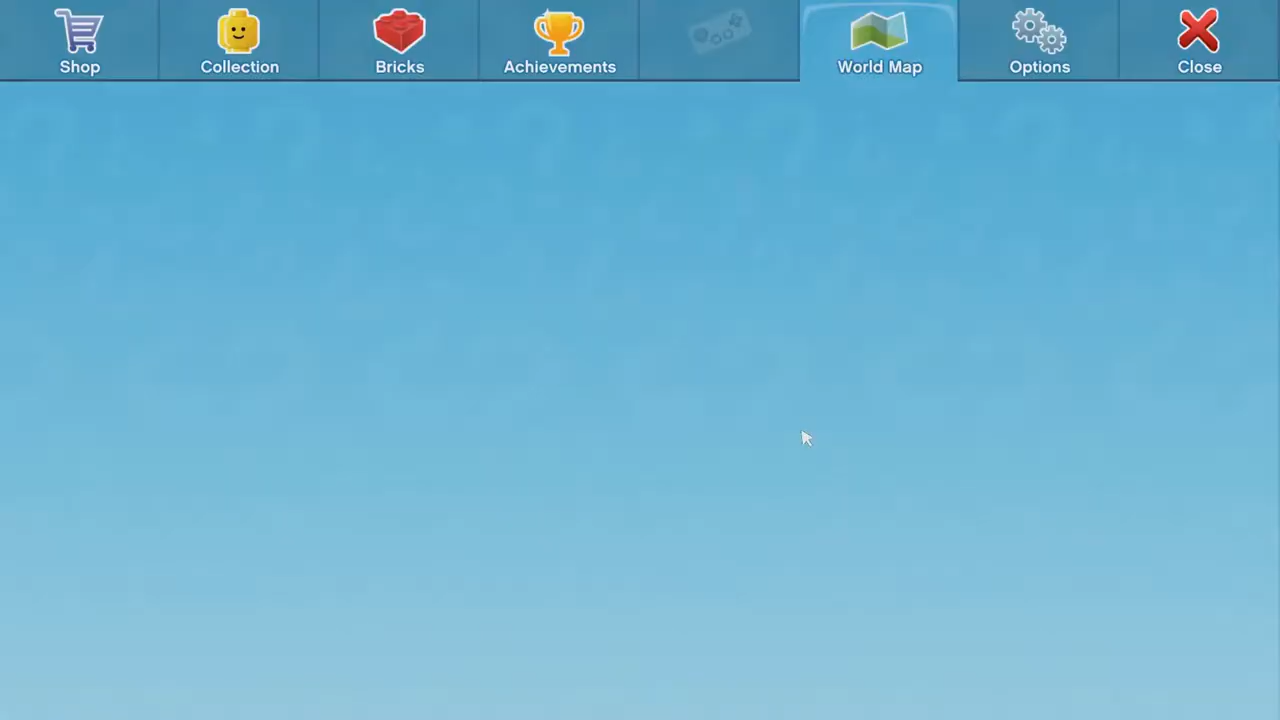 Shop
Collection
Bricks
Achievements
World Map
Options
Close